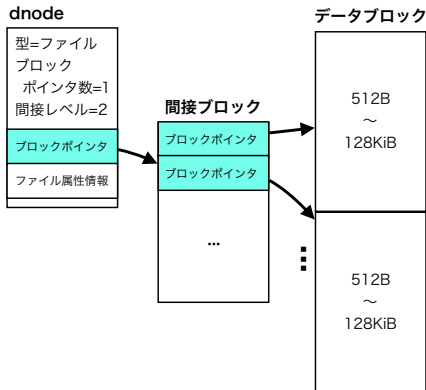 dnode
型=ファイル
ブロック
ポインタ数=1
間接レベル=2
ブロックポインタ
ファイル属性情報
間接ブロック
ブロックポインタ
ブロックポインタ
...
データブロック
512B
〜
128KiB
⋮
512B
〜
128KiB